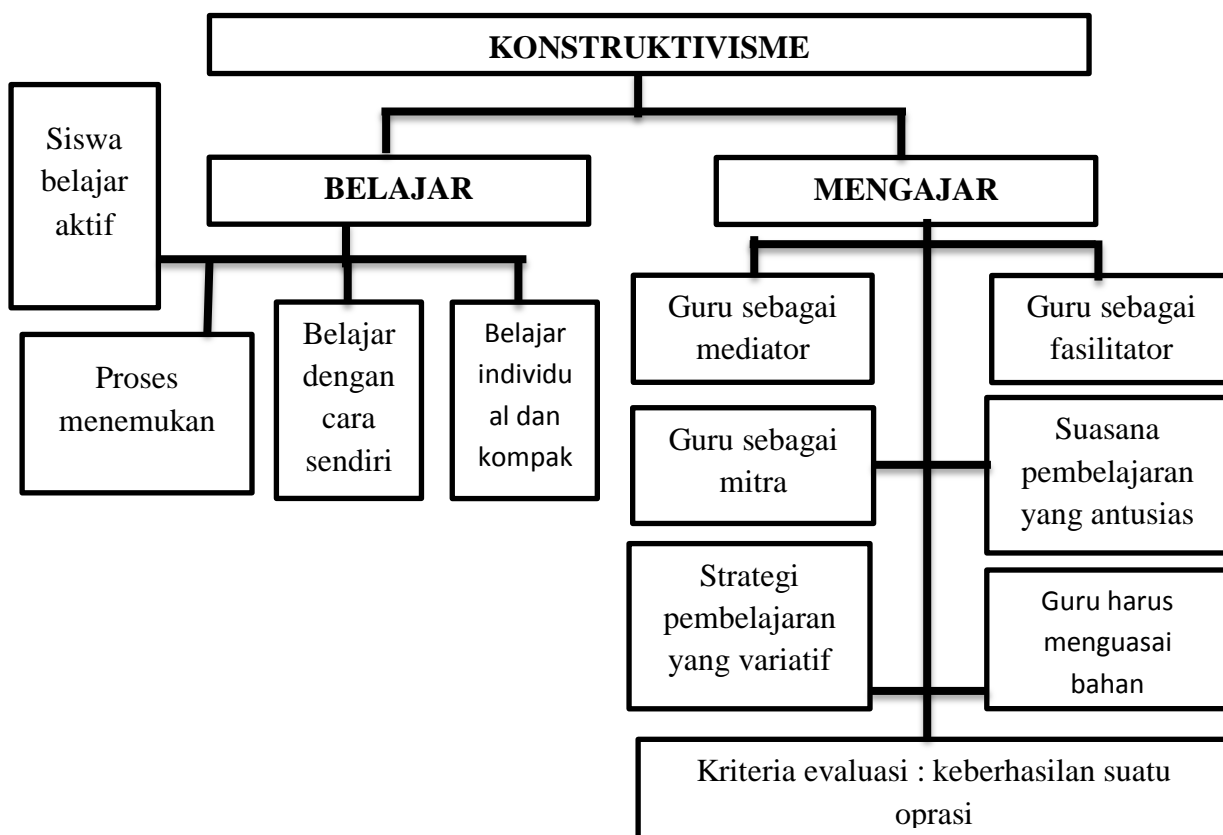 KONSTRUKTIVISME
Siswa
belajar
aktif
BELAJAR
MENGAJAR
Proses
menemukan
Belajar
dengan
cara
sendiri
Belajar
individu
al dan
kompak
Guru sebagai
mediator
Guru sebagai
fasilitator
Guru sebagai
mitra
Suasana
pembelajaran
yang antusias
Strategi
pembelajaran
yang variatif
Guru harus
menguasai
bahan
Kriteria evaluasi : keberhasilan suatu
oprasi